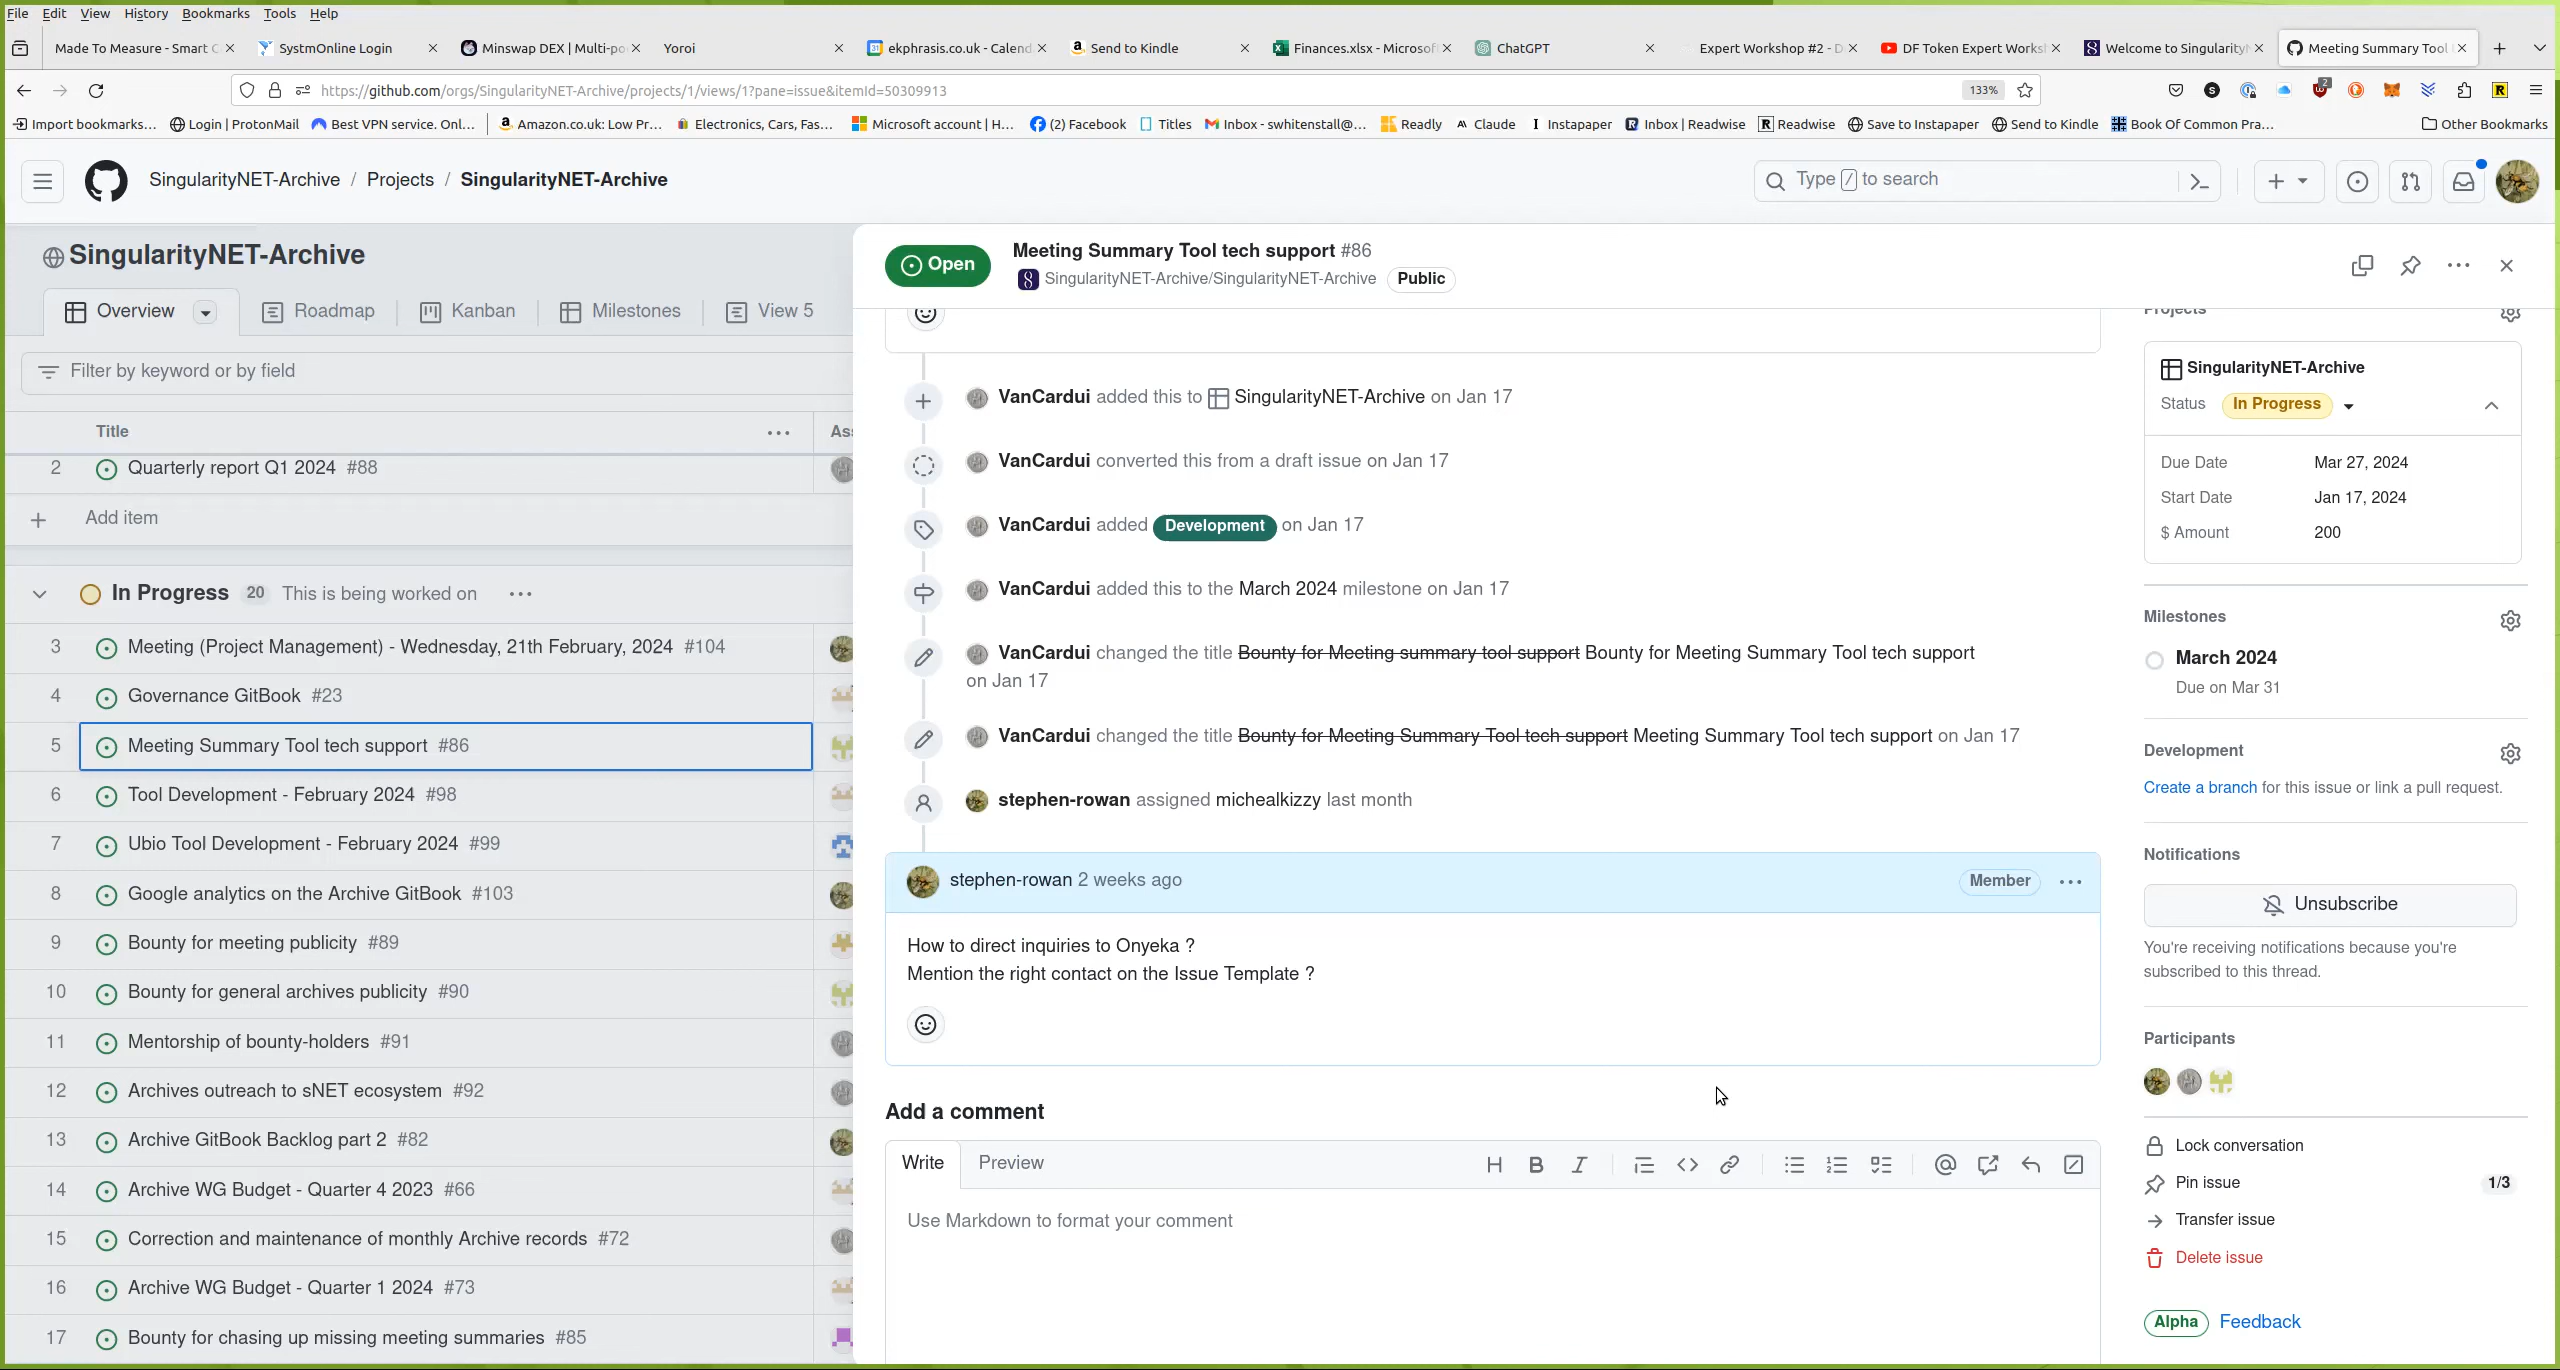 File Edit View History Bookmarks Tools Help
Made To Measure - Smart C
SystmOnline Login
Minswap DEX | Multi-po
Yoroi
ekphrasis.co.uk - Calend
Send to Kindle
Finances.xlsx - Microsof
ChatGPT
Expert Workshop #2 - D
DF Token Expert Works
Welcome to Singularity
Meeting Summary Tool
https://github.com/orgs/SingularityNET-Archive/projects/1/views/1?pane=issue&itemId=50309913
133%
2
Import bookmarks...
Login | ProtonMail
Best VPN service. Onl...
Amazon.co.uk: Low Pr...
Electronics, Cars, Fas...
Microsoft account | H...
(2) Facebook
Titles
Inbox - swhitenstall@...
Readly
Claude
Instapaper
Inbox | Readwise
Readwise
Save to Instapaper
Send to Kindle
Book Of Common Pra...
Other Bookmarks
SingularityNET-Archive / Projects / SingularityNET-Archive
Type / to search
SingularityNET-Archive
Overview
Roadmap
Kanban
Milestones
View 5
Filter by keyword or by field
Title
Ass
2 Quarterly report Q1 2024 #88
Add item
In Progress 20 This is being worked on
3 Meeting (Project Management) - Wednesday, 21th February, 2024 #104
4 Governance GitBook #23
5 Meeting Summary Tool tech support #86
6 Tool Development - February 2024 #98
7 Ubio Tool Development - February 2024 #99
8 Google analytics on the Archive GitBook #103
9 Bounty for meeting publicity #89
10 Bounty for general archives publicity #90
11 Mentorship of bounty-holders #91
12 Archives outreach to sNET ecosystem #92
13 Archive GitBook Backlog part 2 #82
14 Archive WG Budget - Quarter 4 2023 #66
15 Correction and maintenance of monthly Archive records #72
16 Archive WG Budget - Quarter 1 2024 #73
17 Bounty for chasing up missing meeting summaries #85
Open
Meeting Summary Tool tech support #86
SingularityNET-Archive/SingularityNET-Archive Public
VanCardui added this to SingularityNET-Archive on Jan 17
VanCardui converted this from a draft issue on Jan 17
VanCardui added Development on Jan 17
VanCardui added this to the March 2024 milestone on Jan 17
VanCardui changed the title Bounty for Meeting summary tool support Bounty for Meeting Summary Tool tech support
on Jan 17
VanCardui changed the title Bounty for Meeting Summary Tool tech support Meeting Summary Tool tech support on Jan 17
stephen-rowan assigned michealkizzy last month
stephen-rowan 2 weeks ago
Member
How to direct inquiries to Onyeka ?
Mention the right contact on the Issue Template ?
Add a comment
Write
Preview
Use Markdown to format your comment
Projects
SingularityNET-Archive
Status In Progress
Due Date Mar 27, 2024
Start Date Jan 17, 2024
$ Amount 200
Milestones
March 2024
Due on Mar 31
Development
Create a branch for this issue or link a pull request.
Notifications
Unsubscribe
You're receiving notifications because you're
subscribed to this thread.
Participants
Lock conversation
Pin issue 1/3
Transfer issue
Delete issue
Alpha Feedback